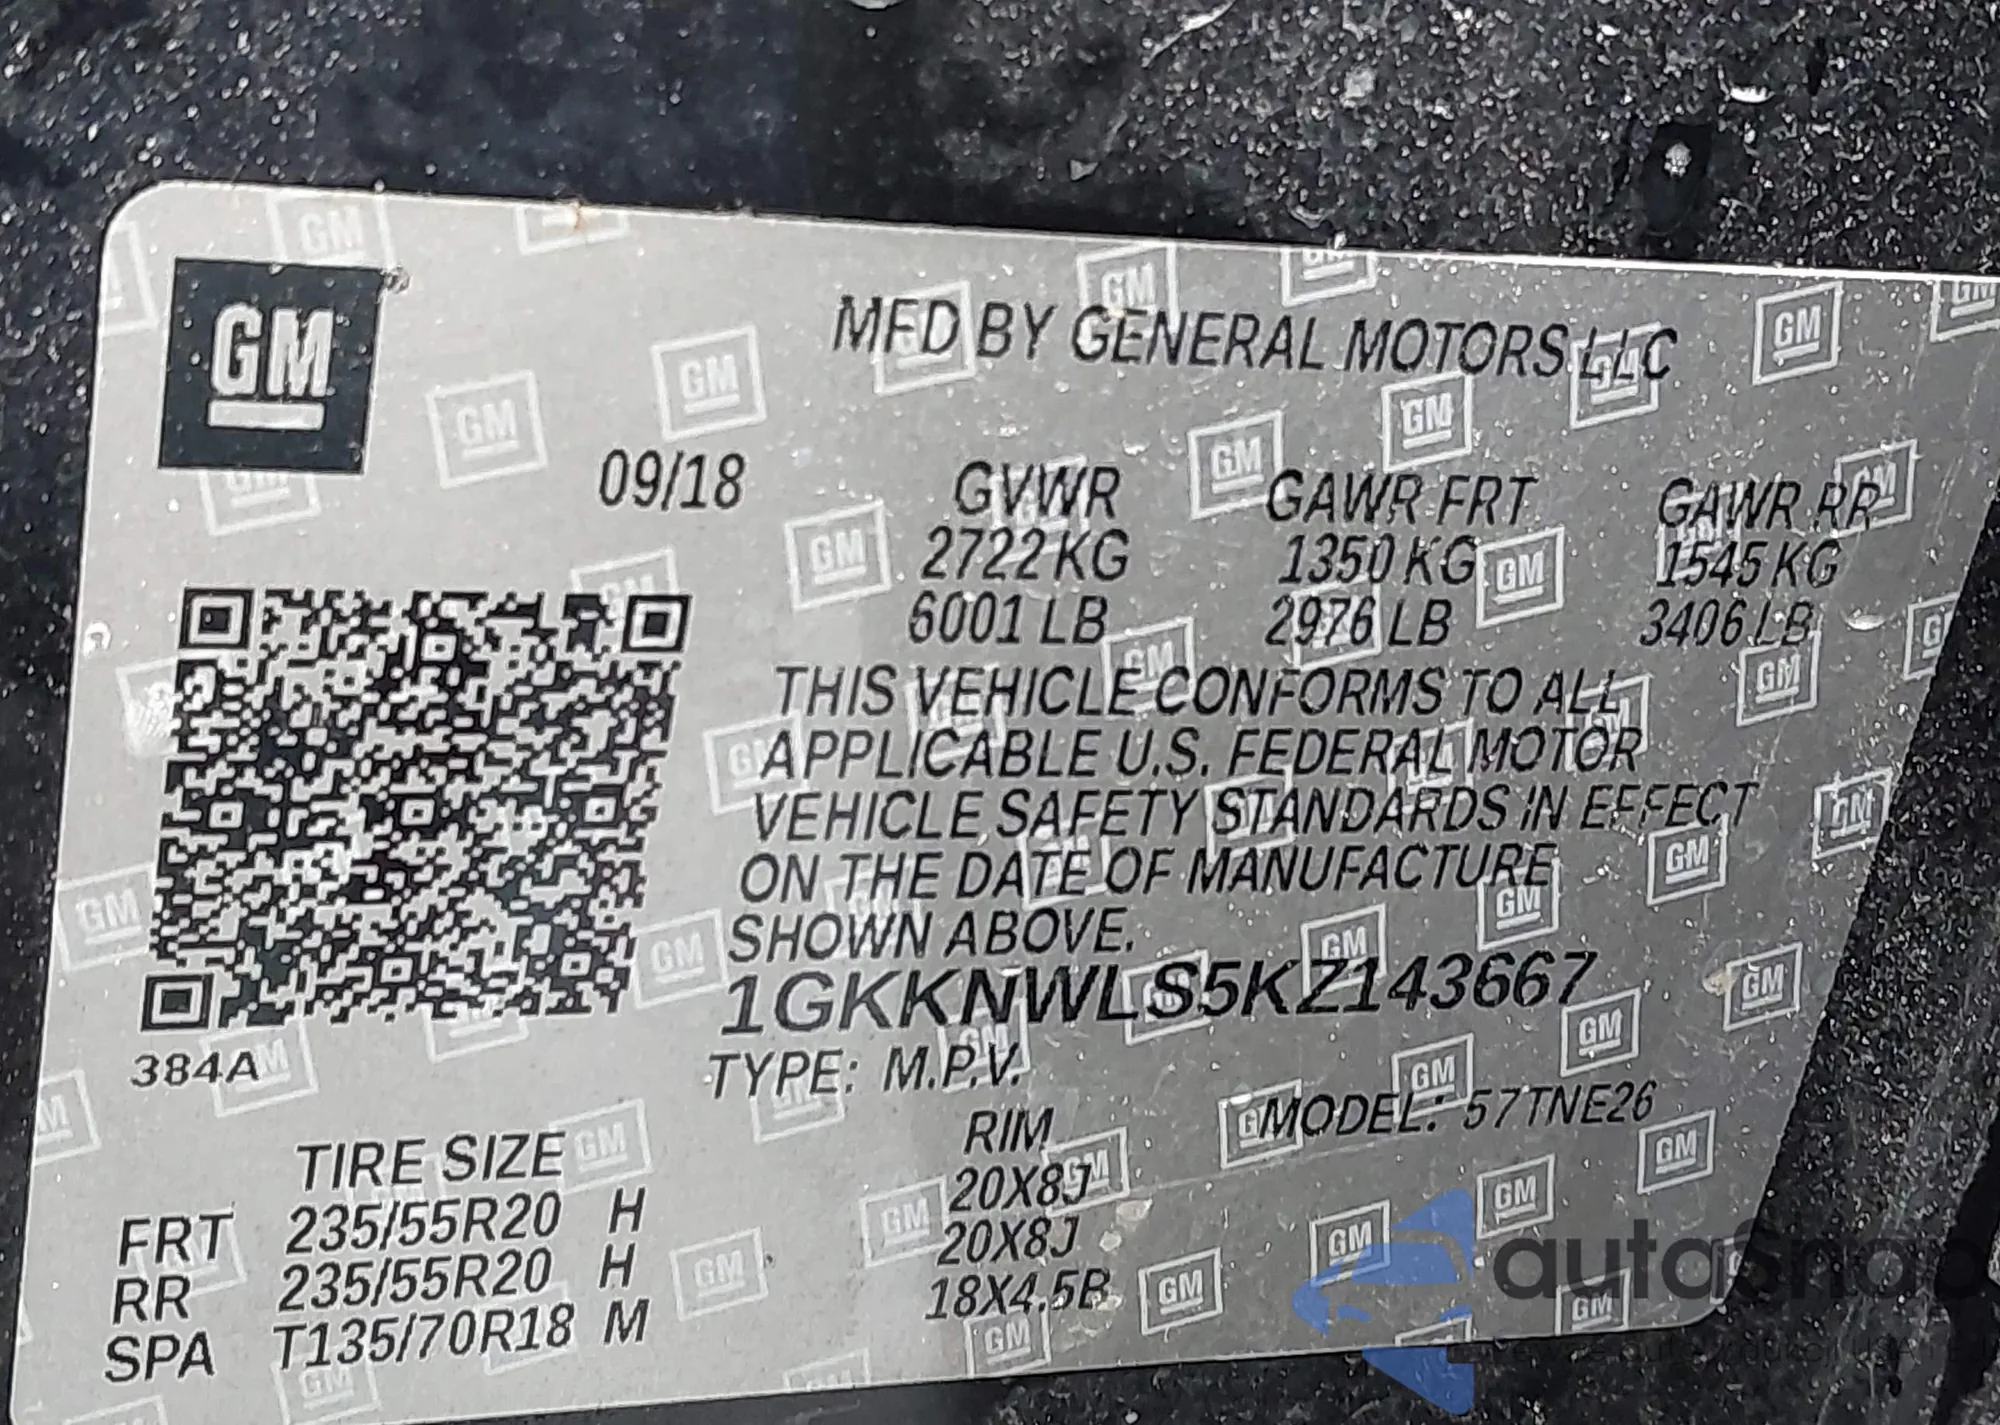 GM
MFD BY GENERAL MOTORS LLC
09/18 GVWR GAWR FRT GAWR RR
2722 KG 1350 KG 1545 KG
6001 LB 2976 LB 3406 LB
THIS VEHICLE CONFORMS TO ALL
APPLICABLE U.S. FEDERAL MOTOR
VEHICLE SAFETY STANDARDS IN EFFECT
ON THE DATE OF MANUFACTURE
SHOWN ABOVE.
1GKKNWLS5KZ143667
384A
TYPE: M.P.V.
MODEL: 57TNE26
TIRE SIZE RIM
FRT 235/55R20 H 20X8J
RR 235/55R20 H 20X8J
SPA T135/70R18 M 18X4.5B
autasnap